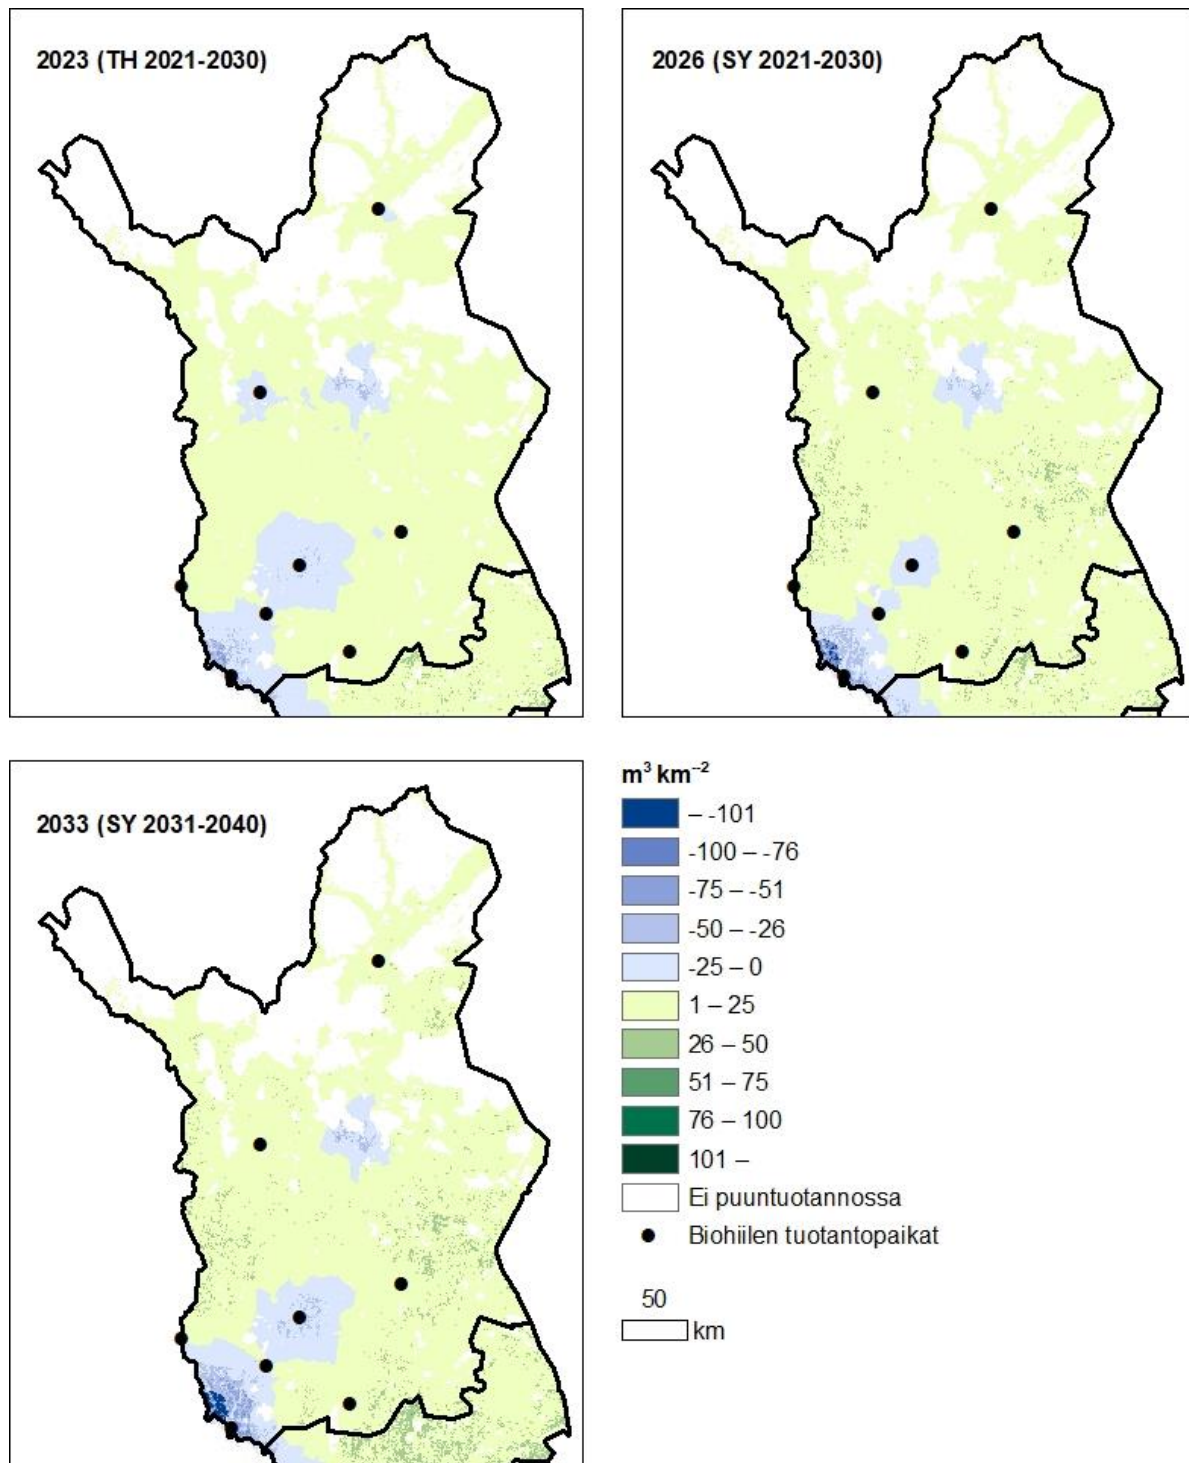 2023 (TH 2021-2030)
2026 (SY 2021-2030)
2033 (SY 2031-2040)
m³ km⁻²
– -101
-100 – -76
-75 – -51
-50 – -26
-25 – 0
1 – 25
26 – 50
51 – 75
76 – 100
101 –
Ei puuntuotannossa
Biohiilen tuotantopaikat
50
km